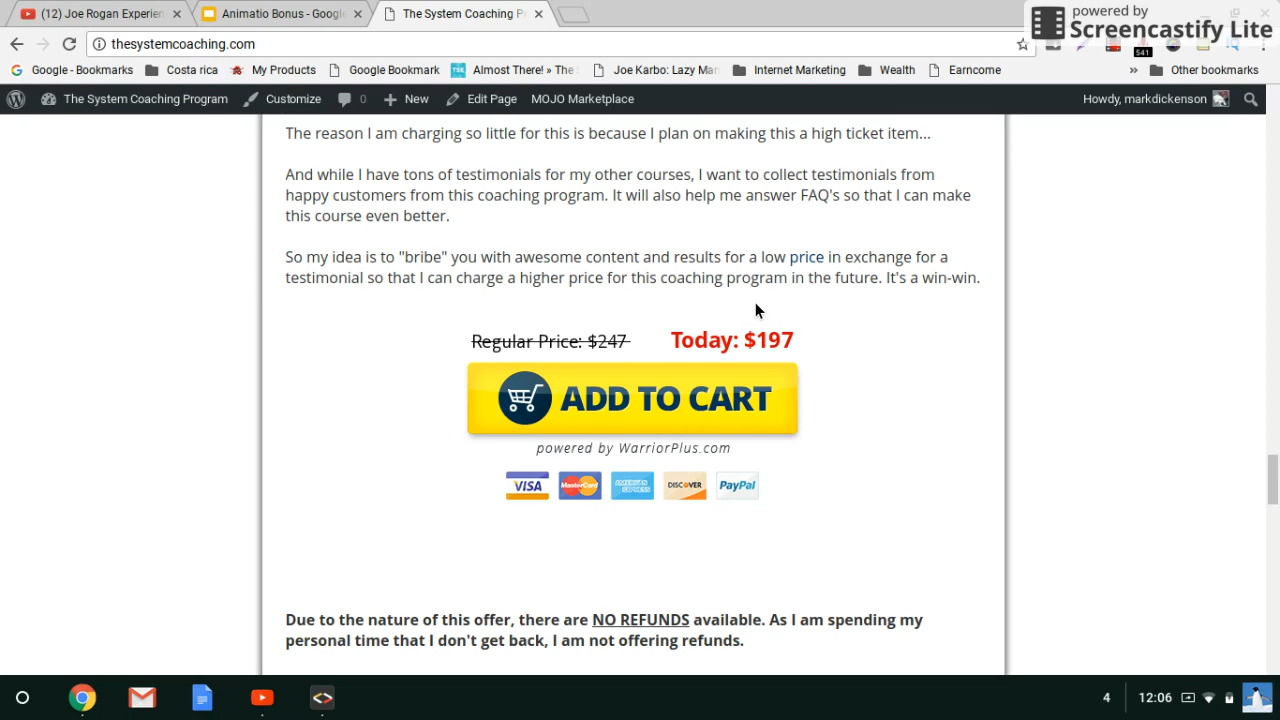 (12) Joe Rogan Experien
Animatio Bonus - Google
The System Coaching P
powered by
Screencastify Lite
thesystemcoaching.com
541
Google - Bookmarks
Costa rica
My Products
Google Bookmark
TSE
Almost There! » The
Joe Karbo: Lazy Man
Internet Marketing
Wealth
Earncome
»
Other bookmarks
The System Coaching Program
Customize
0
New
Edit Page
MOJO Marketplace
Howdy, markdickenson
The reason I am charging so little for this is because I plan on making this a high ticket item...
And while I have tons of testimonials for my other courses, I want to collect testimonials from
happy customers from this coaching program. It will also help me answer FAQ's so that I can make
this course even better.
So my idea is to "bribe" you with awesome content and results for a low price in exchange for a
testimonial so that I can charge a higher price for this coaching program in the future. It's a win-win.
Regular Price: $247 Today: $197
ADD TO CART
powered by WarriorPlus.com
VISA
MasterCard
AMERICAN EXPRESS
DISCOVER
PayPal
Due to the nature of this offer, there are NO REFUNDS available. As I am spending my
personal time that I don't get back, I am not offering refunds.
4
12:06